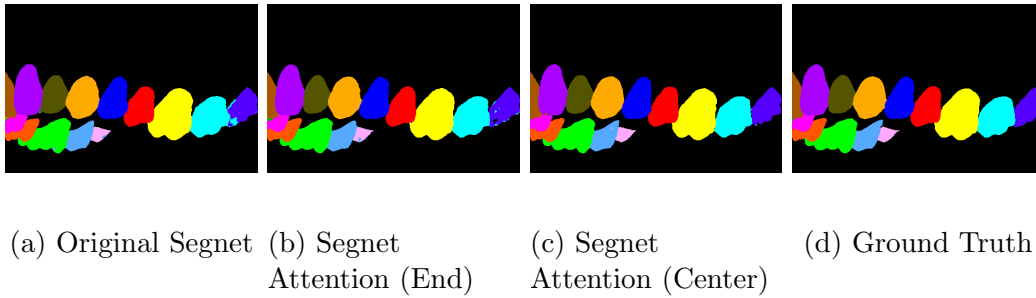 (a) Original Segnet
(b) Segnet
Attention (End)
(c) Segnet
Attention (Center)
(d) Ground Truth